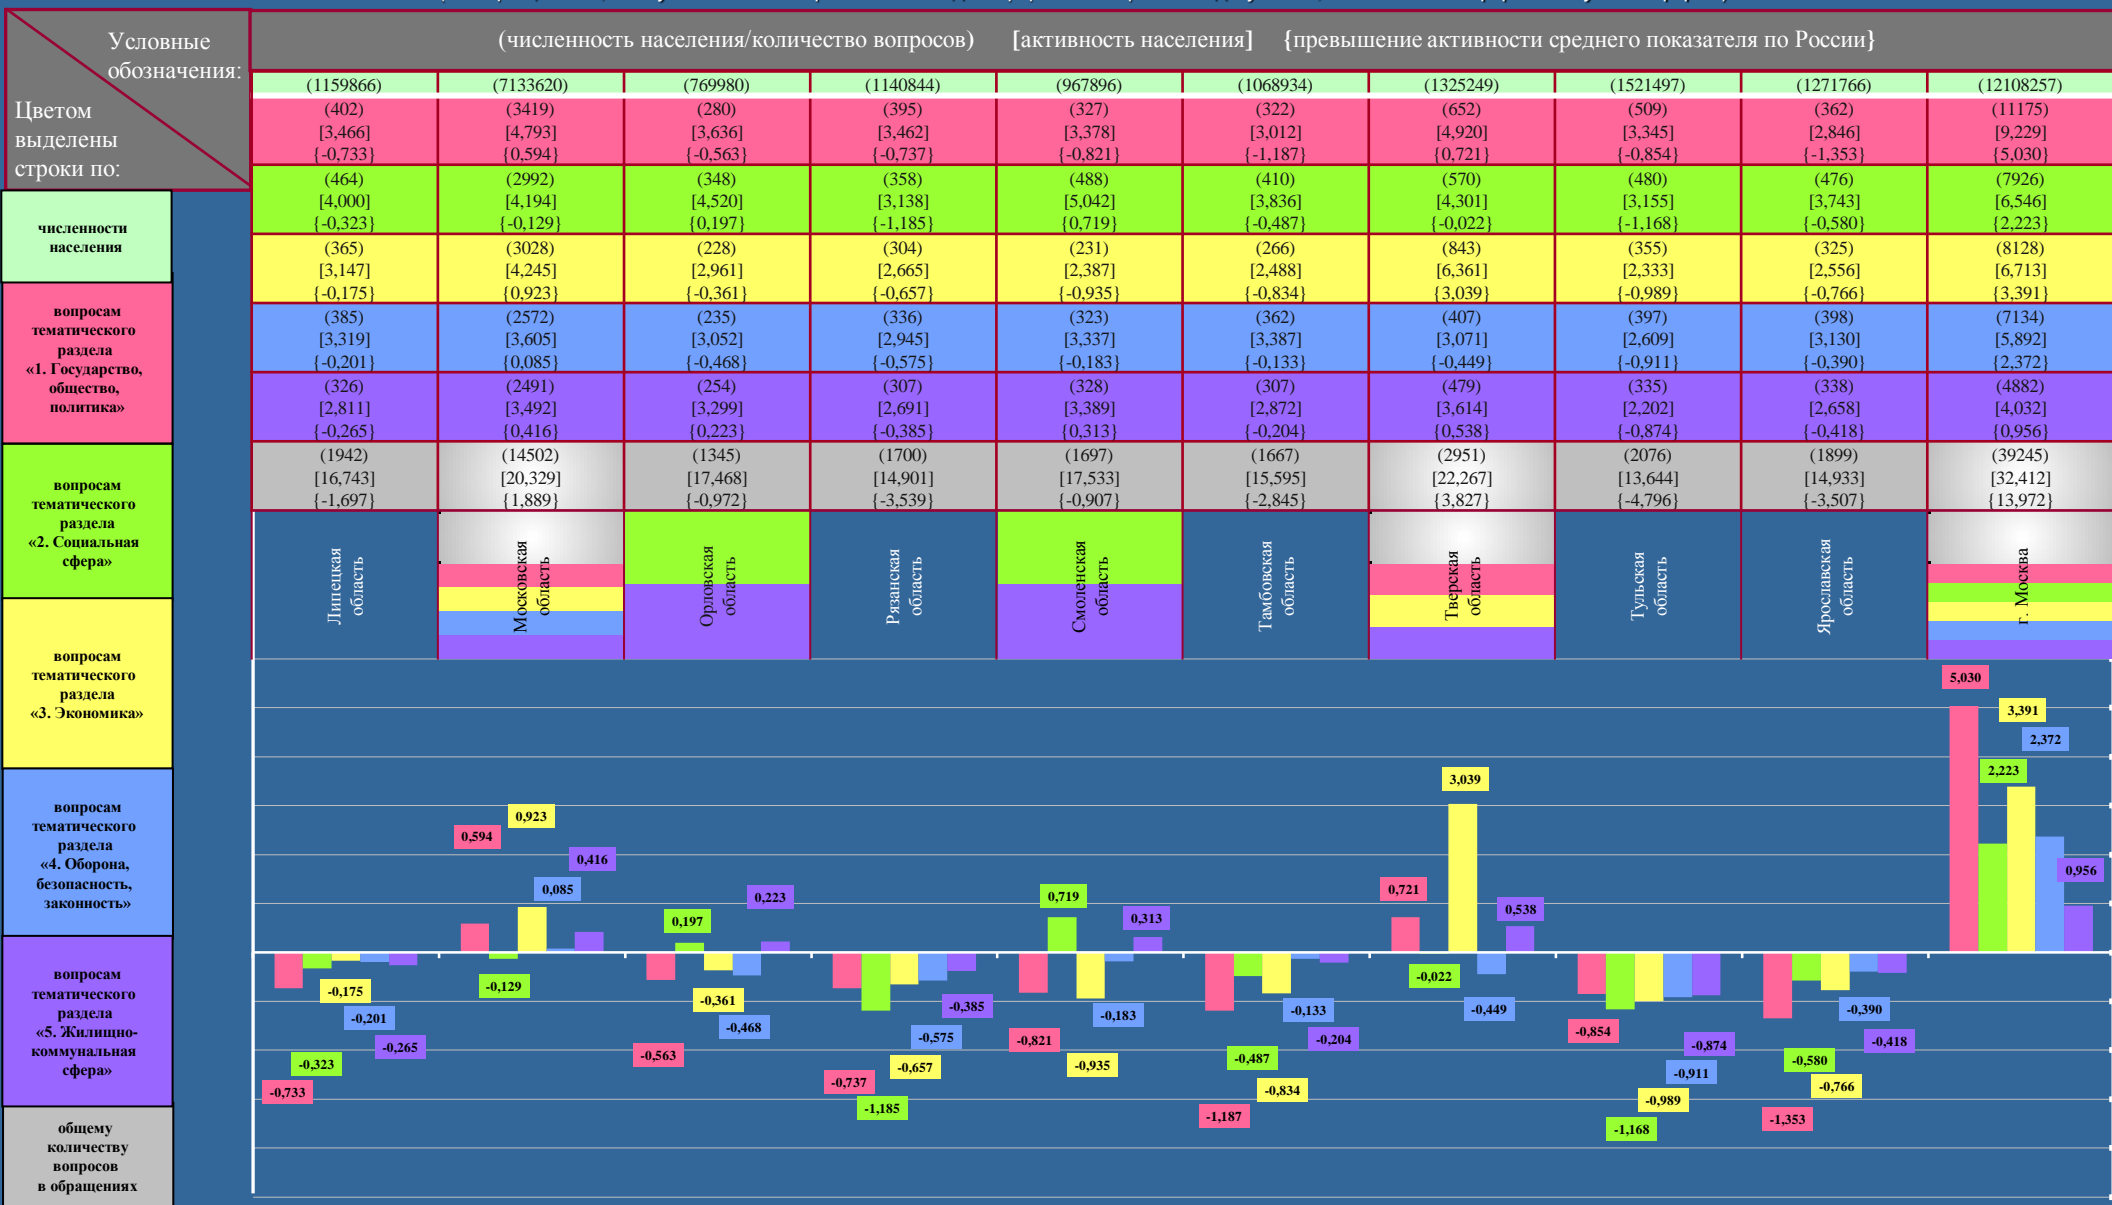 Условные
обозначения:
Цветом
выделены
строки по:
(численность населения/количество вопросов) [активность населения] {превышение активности среднего показателя по России}
(1159866) (7133620) (769980) (1140844) (967896) (1068934) (1325249) (1521497) (1271766) (12108257)
(402) (3419) (280) (395) (327) (322) (652) (509) (362) (11175)
[3,466] [4,793] [3,636] [3,462] [3,378] [3,012] [4,920] [3,345] [2,846] [9,229]
{-0,733} {0,594} {-0,563} {-0,737} {-0,821} {-1,187} {0,721} {-0,854} {-1,353} {5,030}
(464) (2992) (348) (358) (488) (410) (570) (480) (476) (7926)
[4,000] [4,194] [4,520] [3,138] [5,042] [3,836] [4,301] [3,155] [3,743] [6,546]
{-0,323} {-0,129} {0,197} {-1,185} {0,719} {-0,487} {-0,022} {-1,168} {-0,580} {2,223}
(365) (3028) (228) (304) (231) (266) (843) (355) (325) (8128)
[3,147] [4,245] [2,961] [2,665] [2,387] [2,488] [6,361] [2,333] [2,556] [6,713]
{-0,175} {0,923} {-0,361} {-0,657} {-0,935} {-0,834} {3,039} {-0,989} {-0,766} {3,391}
(385) (2572) (235) (336) (323) (362) (407) (397) (398) (7134)
[3,319] [3,605] [3,052] [2,945] [3,337] [3,387] [3,071] [2,609] [3,130] [5,892]
{-0,201} {0,085} {-0,468} {-0,575} {-0,183} {-0,133} {-0,449} {-0,911} {-0,390} {2,372}
(326) (2491) (254) (307) (328) (307) (479) (335) (338) (4882)
[2,811] [3,492] [3,299] [2,691] [3,389] [2,872] [3,614] [2,202] [2,658] [4,032]
{-0,265} {0,416} {0,223} {-0,385} {0,313} {-0,204} {0,538} {-0,874} {-0,418} {0,956}
(1942) (14502) (1345) (1700) (1697) (1667) (2951) (2076) (1899) (39245)
[16,743] [20,329] [17,468] [14,901] [17,533] [15,595] [22,267] [13,644] [14,933] [32,412]
{-1,697} {1,889} {-0,972} {-3,539} {-0,907} {-2,845} {3,827} {-4,796} {-3,507} {13,972}
Липецкая
область
Московская
область
Орловская
область
Рязанская
область
Смоленская
область
Тамбовская
область
Тверская
область
Тульская
область
Ярославская
область
г. Москва
численности
населения
вопросам
тематического
раздела
«1. Государство,
общество,
политика»
вопросам
тематического
раздела
«2. Социальная
сфера»
вопросам
тематического
раздела
«3. Экономика»
вопросам
тематического
раздела
«4. Оборона,
безопасность,
законность»
вопросам
тематического
раздела
«5. Жилищно-
коммунальная
сфера»
общему
количеству
вопросов
в обращениях
-0,733
-0,323
-0,175
-0,201
-0,265
0,594
-0,129
0,923
0,085
0,416
-0,563
0,197
-0,361
-0,468
0,223
-0,737
-1,185
-0,657
-0,575
-0,385
-0,821
0,719
-0,935
-0,183
0,313
-1,187
-0,487
-0,834
-0,133
-0,204
0,721
-0,022
3,039
-0,449
0,538
-0,854
-1,168
-0,989
-0,911
-0,874
-1,353
-0,580
-0,766
-0,390
-0,418
5,030
2,223
3,391
2,372
0,956